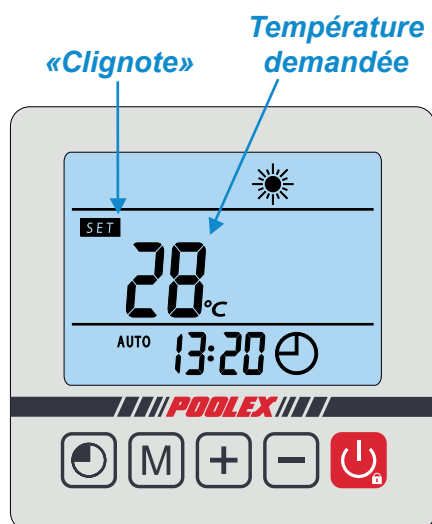 Température
«Clignote» demandée
SET
28°C
AUTO 13:20
POOLEX
M + -